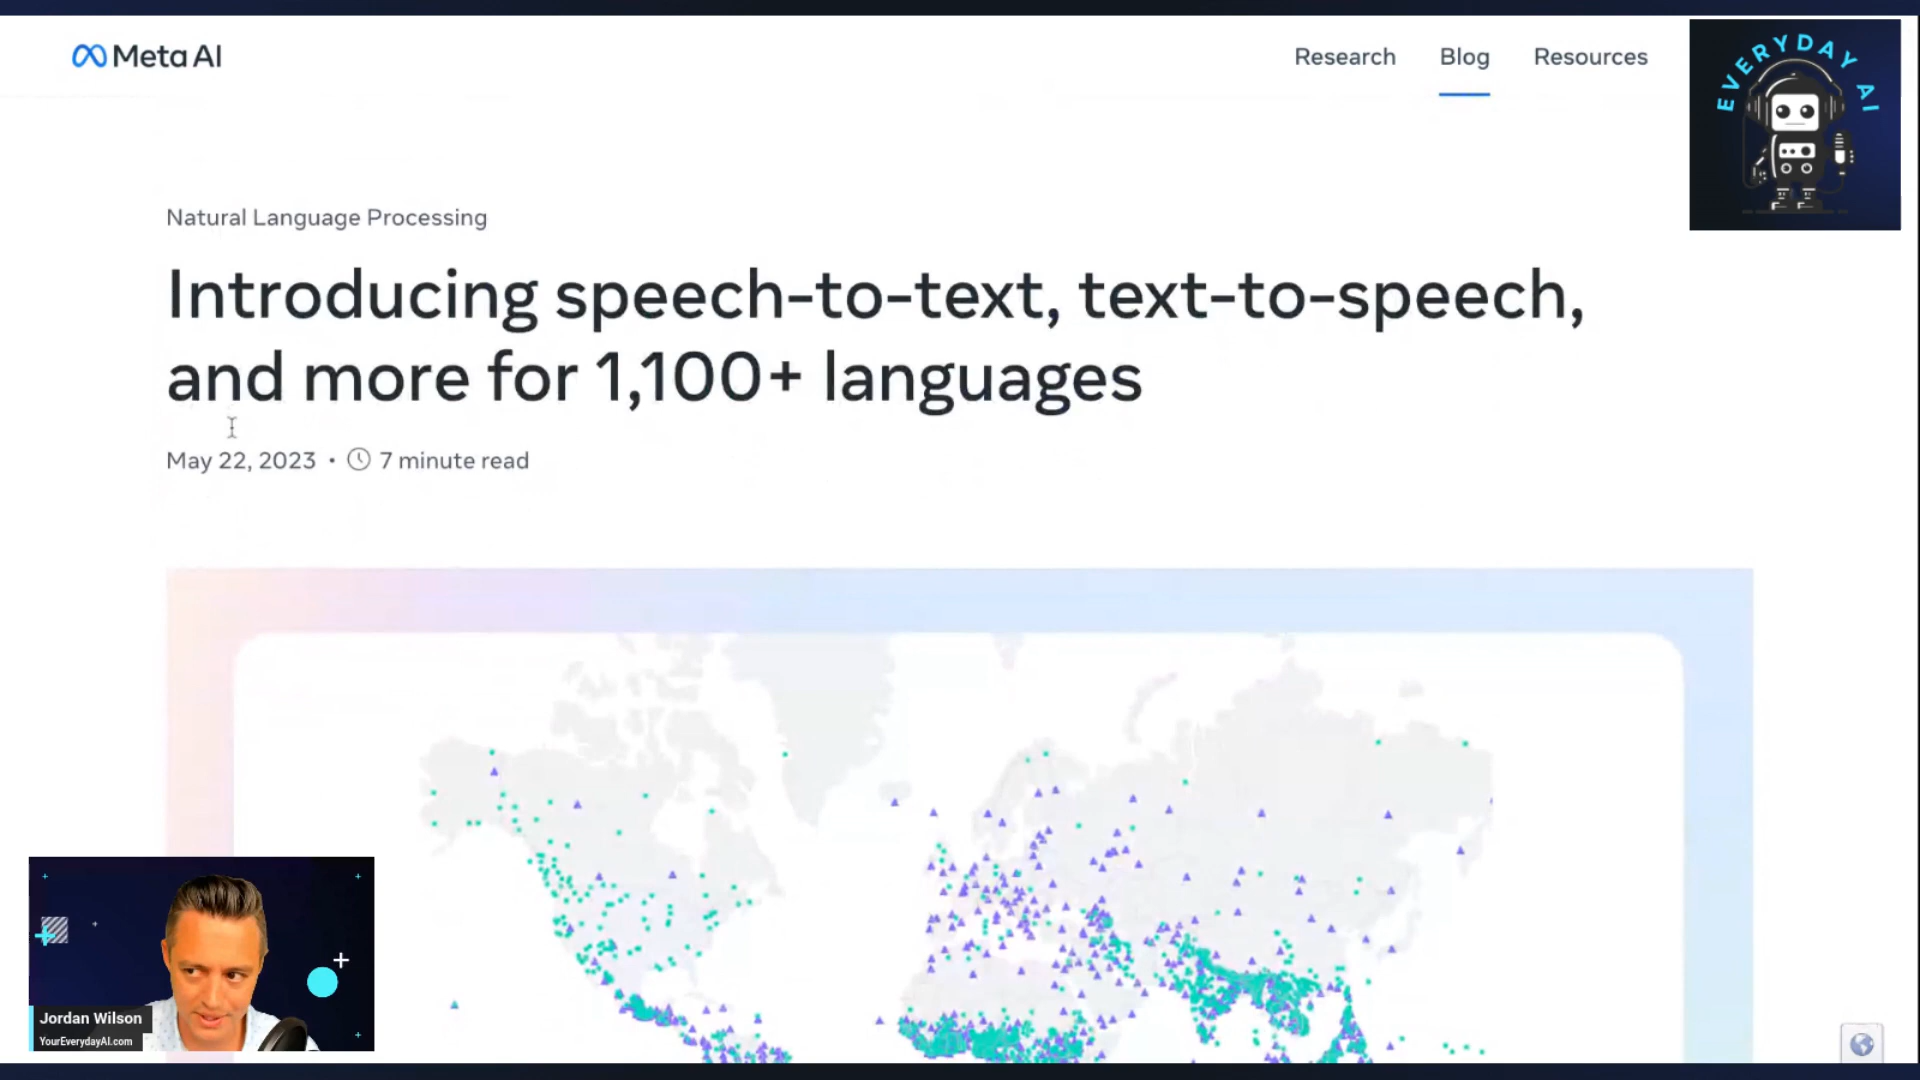 Meta AI
Research Blog Resources
EVERYDAY AI
Natural Language Processing
Introducing speech-to-text, text-to-speech,
and more for 1,100+ languages
May 22, 2023 • 7 minute read
Jordan Wilson
YourEverydayAI.com